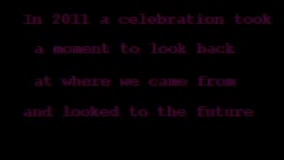 In 2011 a celebration took
a moment to look back
at where we came from
and looked to the future